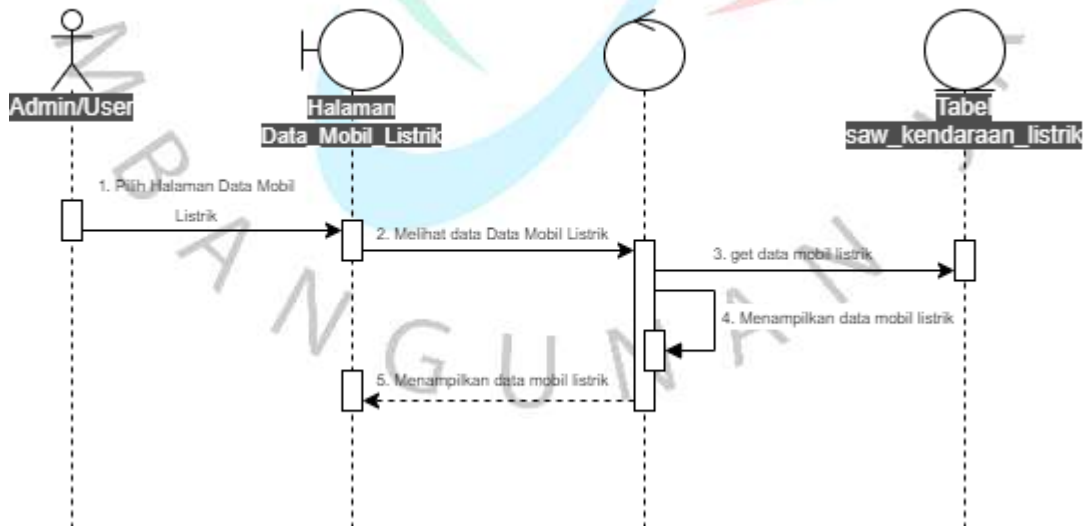 Admin/User
Halaman
Data_Mobil_Listrik
Tabel
saw_kendaraan_listrik
1. Pilih Halaman Data Mobil
Listrik
2. Melihat data Data Mobil Listrik
3. get data mobil listrik
4. Menampilkan data mobil listrik
5. Menampilkan data mobil listrik
M B A N G U N A N J